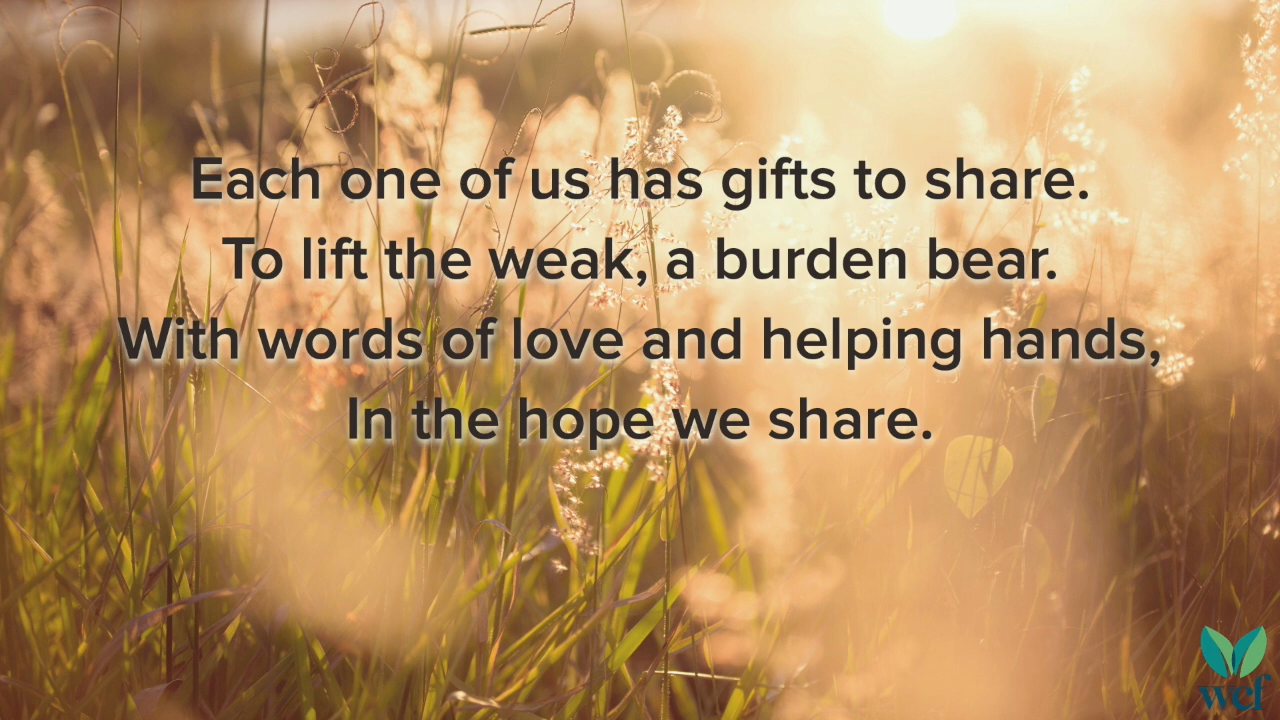 Each one of us has gifts to share.
To lift the weak, a burden bear.
With words of love and helping hands,
In the hope we share.
wcf